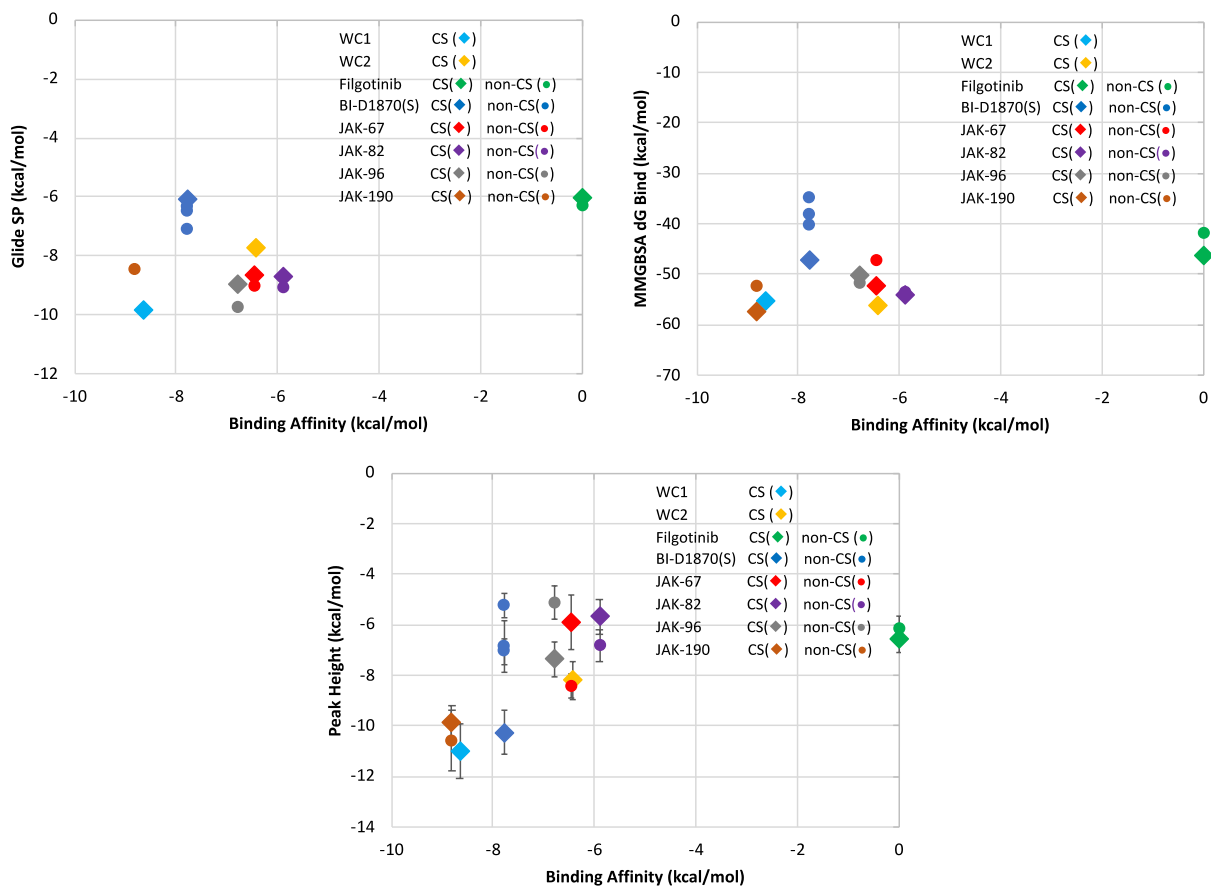 0
-2
-4
-6
-8
-10
-12
Glide SP (kcal/mol)
WC1 CS (◆)
WC2 CS (◆)
Filgotinib CS(◆) non-CS (●)
BI-D1870(S) CS(◆) non-CS(●)
JAK-67 CS(◆) non-CS(●)
JAK-82 CS(◆) non-CS(●)
JAK-96 CS(◆) non-CS(●)
JAK-190 CS(◆) non-CS(●)
-10 -8 -6 -4 -2 0
Binding Affinity (kcal/mol)
0
-10
-20
-30
-40
-50
-60
-70
MMGBSA dG Bind (kcal/mol)
WC1 CS (◆)
WC2 CS (◆)
Filgotinib CS(◆) non-CS (●)
BI-D1870(S) CS(◆) non-CS(●)
JAK-67 CS(◆) non-CS(●)
JAK-82 CS(◆) non-CS(●)
JAK-96 CS(◆) non-CS(●)
JAK-190 CS(◆) non-CS(●)
-10 -8 -6 -4 -2 0
Binding Affinity (kcal/mol)
0
-2
-4
-6
-8
-10
-12
-14
Peak Height (kcal/mol)
WC1 CS (◆)
WC2 CS (◆)
Filgotinib CS(◆) non-CS (●)
BI-D1870(S) CS(◆) non-CS(●)
JAK-67 CS(◆) non-CS(●)
JAK-82 CS(◆) non-CS(●)
JAK-96 CS(◆) non-CS(●)
JAK-190 CS(◆) non-CS(●)
-10 -8 -6 -4 -2 0
Binding Affinity (kcal/mol)